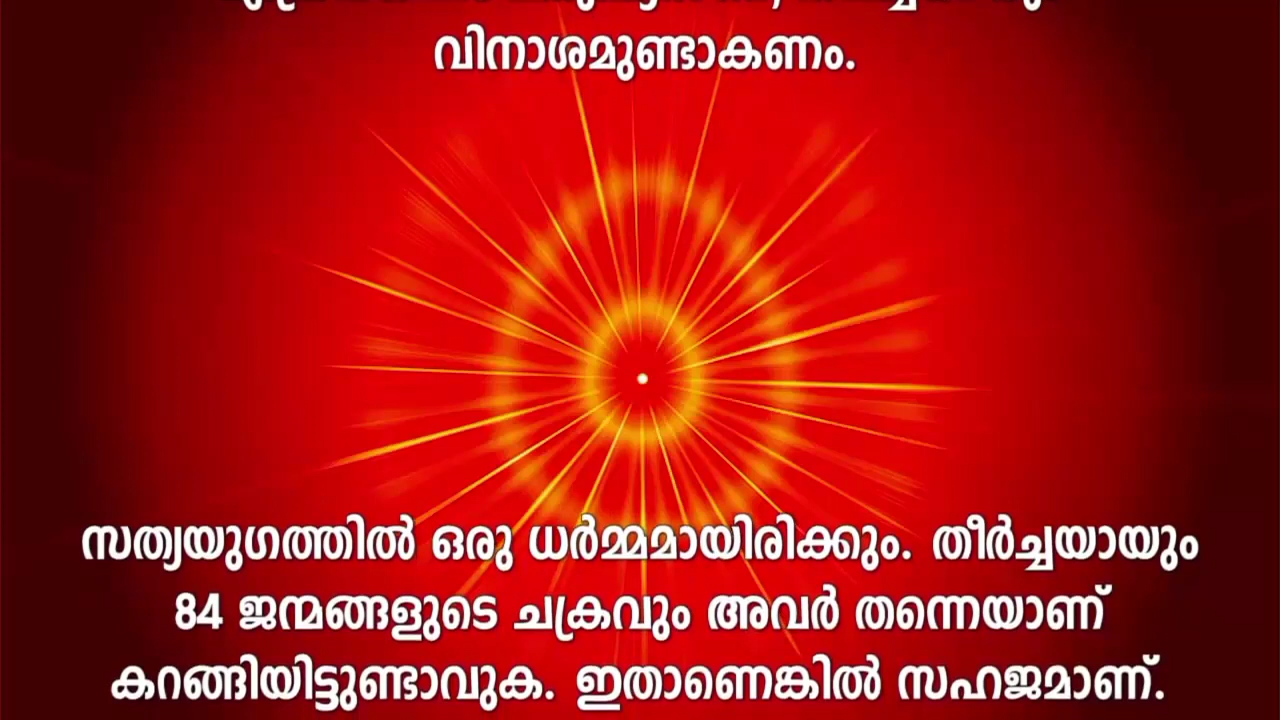 വിനാശമുണ്ടാകണം.
സത്യയുഗത്തിൽ ഒരു ധർമ്മമായിരിക്കും. തീർച്ചയായും
84 ജന്മങ്ങളുടെ ചക്രവും അവർ തന്നെയാണ്
കറങ്ങിയിട്ടുണ്ടാവുക. ഇതാണെങ്കിൽ സഹജമാണ്.